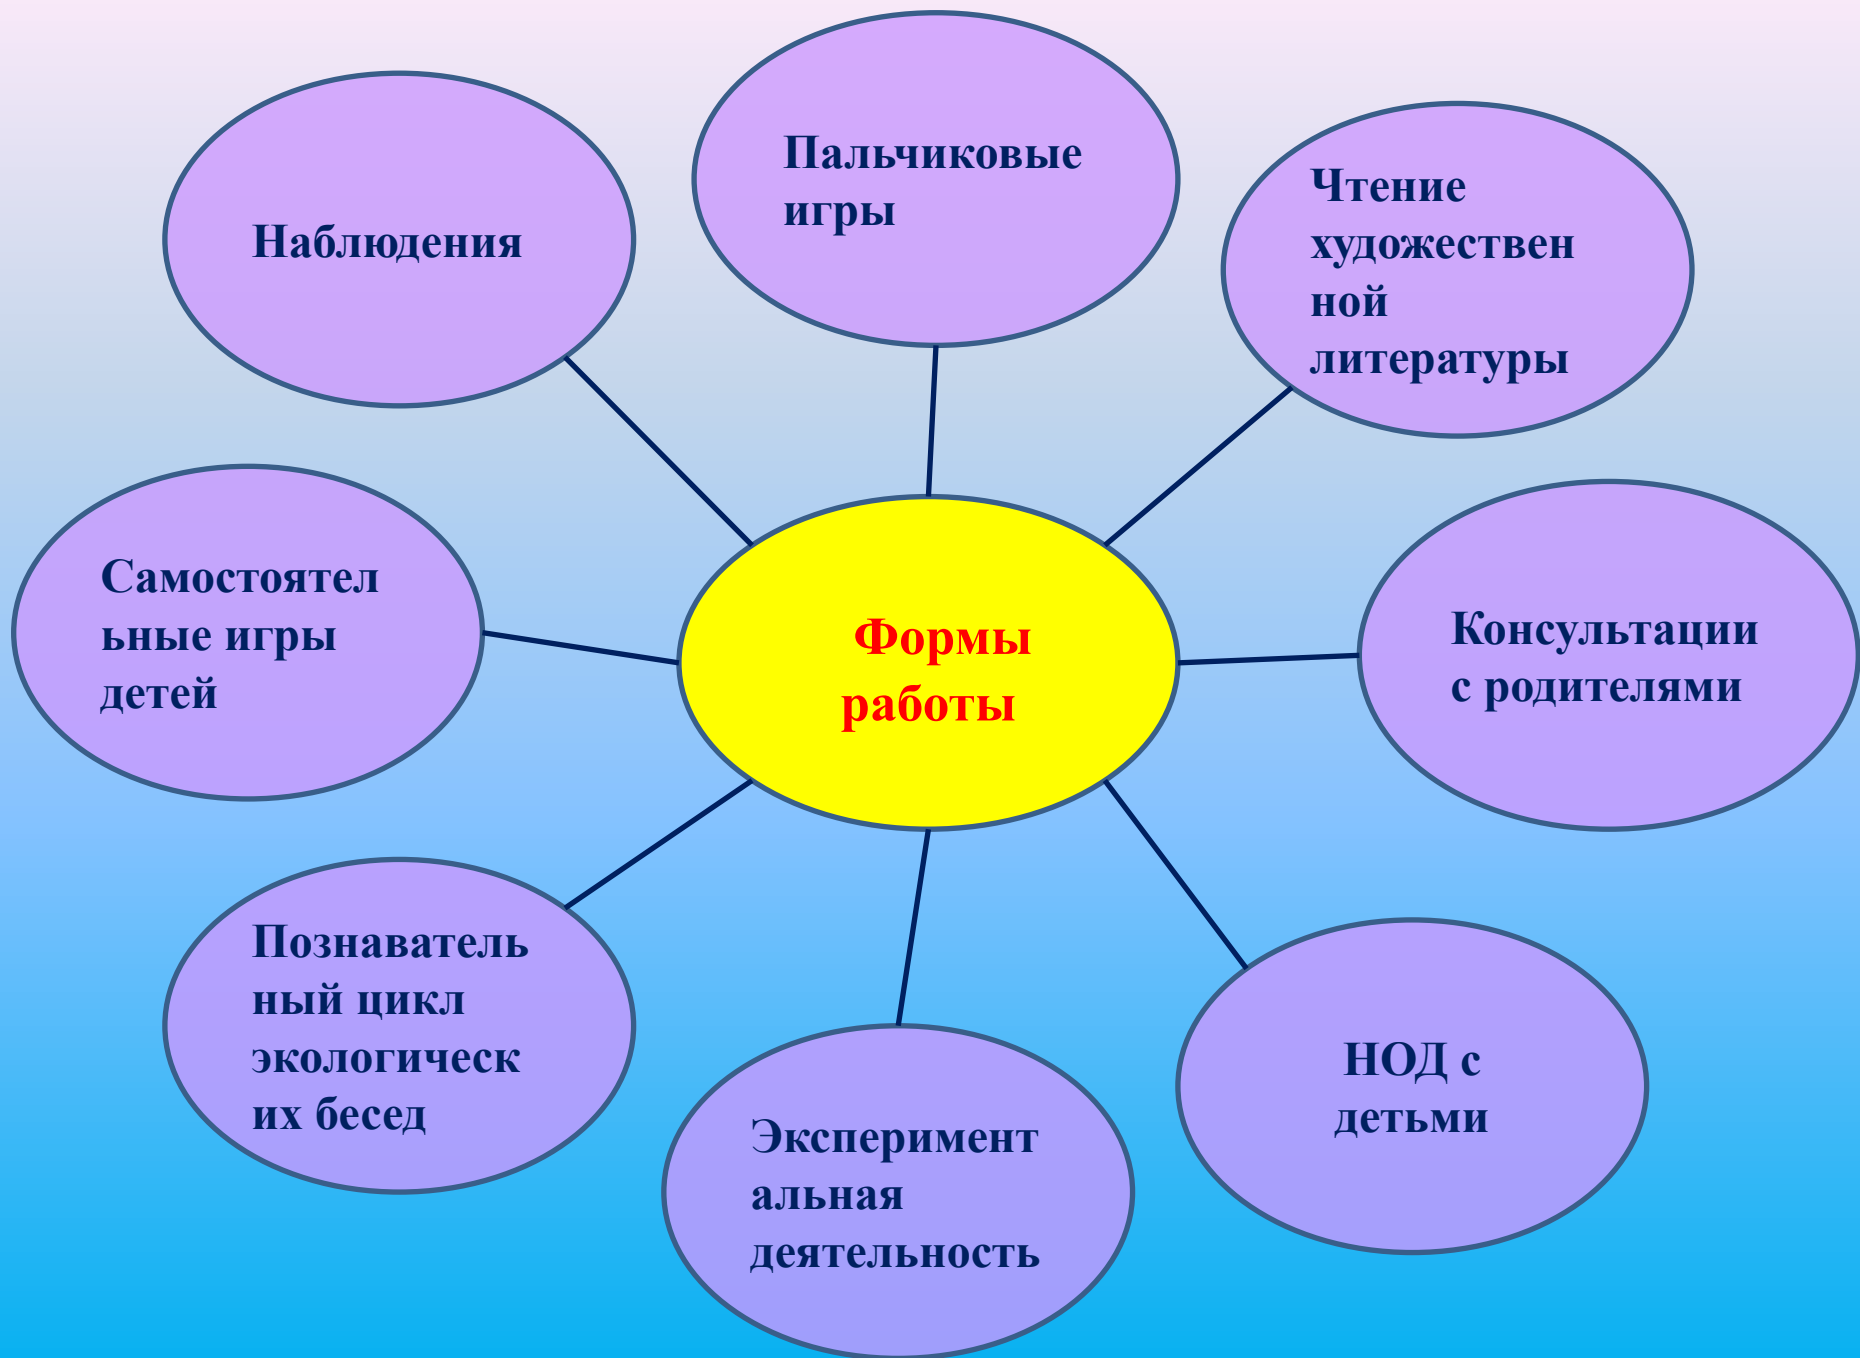 Наблюдения
Пальчиковые
игры
Чтение
художествен
ной
литературы
Самостоятел
ьные игры
детей
Формы
работы
Консультации
с родителями
Познаватель
ный цикл
экологическ
их бесед
Эксперимент
альная
деятельность
НОД с
детьми